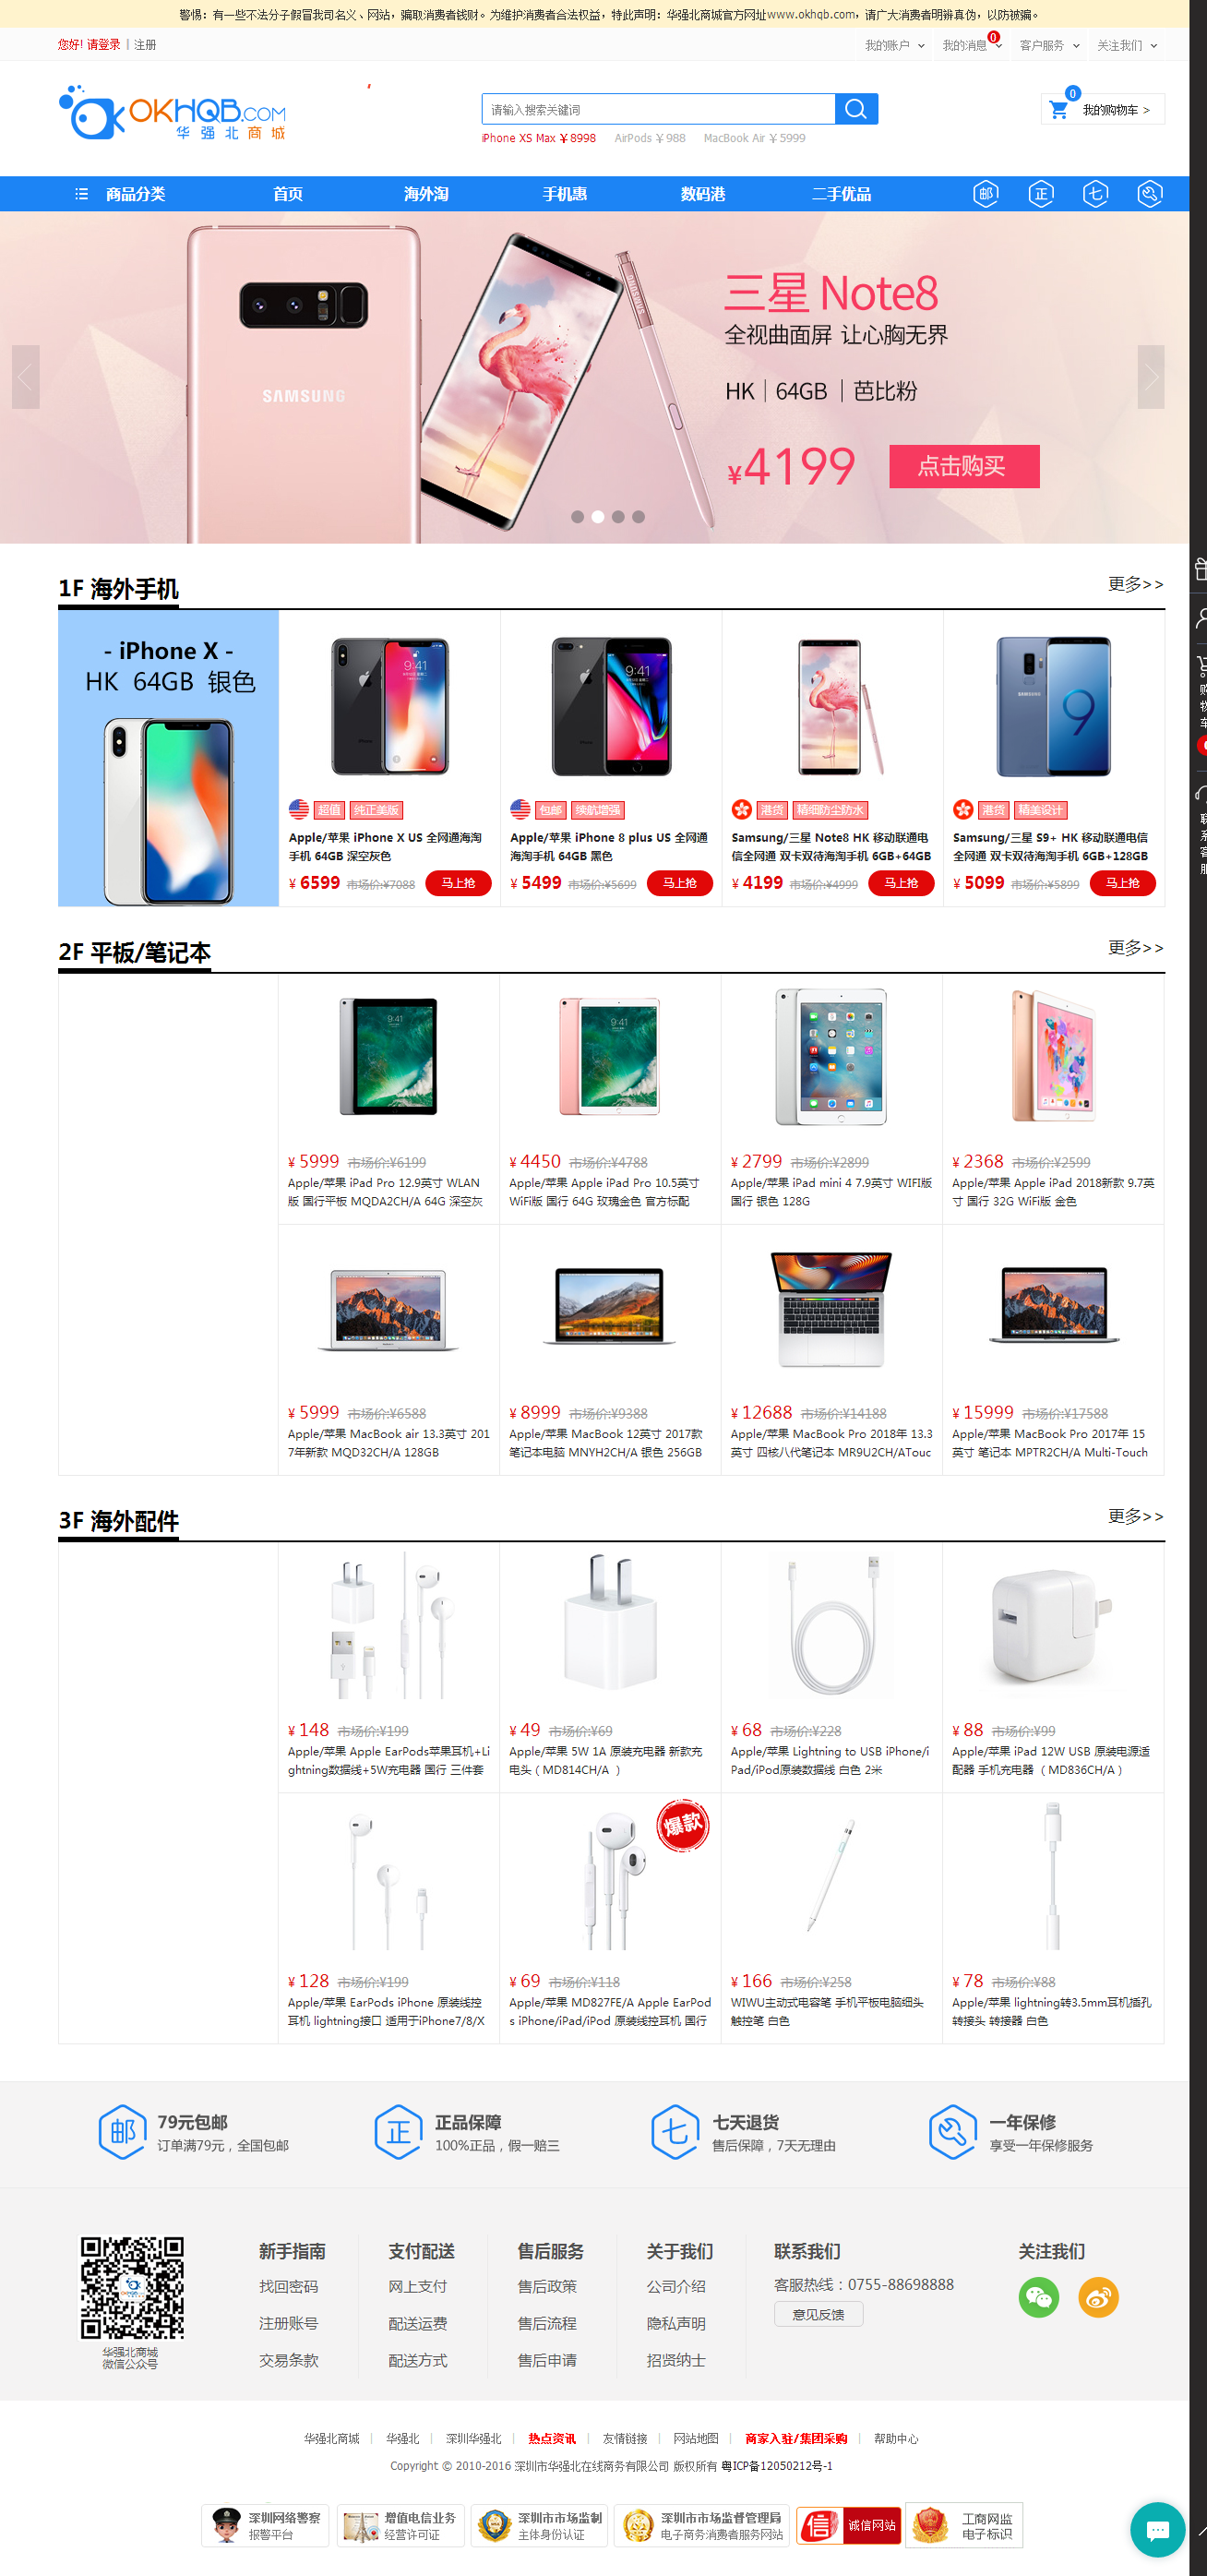 警惕：有一些不法分子假冒我司名义、网站，骗取消费者钱财。为维护消费者合法权益，特此声明：华强北商城官方网址www.okhqb.com，请广大消费者明辨真伪，以防被骗。
您好! 请登录 | 注册
我的账户
我的消息 0
客户服务
关注我们
OKHQB.COM
华强北商城
请输入搜索关键词
iPhone XS Max ￥8998 AirPods ￥988 MacBook Air ￥5999
0
我的购物车 >
商品分类 首页 海外淘 手机惠 数码港 二手优品 邮 正 七
SAMSUNG
SAMSUNG
三星 Note8
全视曲面屏 让心胸无界
HK | 64GB | 芭比粉
¥4199 点击购买
1F 海外手机 更多>>
- iPhone X -
HK 64GB 银色
超值 纯正美版
Apple/苹果 iPhone X US 全网通海淘
手机 64GB 深空灰色
¥ 6599 市场价:¥7088 马上抢
包邮 续航增强
Apple/苹果 iPhone 8 plus US 全网通
海淘手机 64GB 黑色
¥ 5499 市场价:¥5699 马上抢
港货 精细防尘防水
Samsung/三星 Note8 HK 移动联通电
信全网通 双卡双待海淘手机 6GB+64GB
¥ 4199 市场价:¥4999 马上抢
港货 精美设计
Samsung/三星 S9+ HK 移动联通电信
全网通 双卡双待海淘手机 6GB+128GB
¥ 5099 市场价:¥5899 马上抢
2F 平板/笔记本 更多>>
¥ 5999 市场价:¥6199
Apple/苹果 iPad Pro 12.9英寸 WLAN
版 国行平板 MQDA2CH/A 64G 深空灰
¥ 4450 市场价:¥4788
Apple/苹果 Apple iPad Pro 10.5英寸
WiFi版 国行 64G 玫瑰金色 官方标配
¥ 2799 市场价:¥2899
Apple/苹果 iPad mini 4 7.9英寸 WIFI版
国行 银色 128G
¥ 2368 市场价:¥2599
Apple/苹果 Apple iPad 2018新款 9.7英
寸 国行 32G WiFi版 金色
¥ 5999 市场价:¥6588
Apple/苹果 MacBook air 13.3英寸 201
7年新款 MQD32CH/A 128GB
¥ 8999 市场价:¥9388
Apple/苹果 MacBook 12英寸 2017款
笔记本电脑 MNYH2CH/A 银色 256GB
¥ 12688 市场价:¥14188
Apple/苹果 MacBook Pro 2018年 13.3
英寸 四核八代笔记本 MR9U2CH/ATouc
¥ 15999 市场价:¥17588
Apple/苹果 MacBook Pro 2017年 15
英寸 笔记本 MPTR2CH/A Multi-Touch
3F 海外配件 更多>>
¥ 148 市场价:¥199
Apple/苹果 Apple EarPods苹果耳机+Li
ghtning数据线+5W充电器 国行 三件套
¥ 49 市场价:¥69
Apple/苹果 5W 1A 原装充电器 新款充
电头（MD814CH/A ）
¥ 68 市场价:¥228
Apple/苹果 Lightning to USB iPhone/i
Pad/iPod原装数据线 白色 2米
¥ 88 市场价:¥99
Apple/苹果 iPad 12W USB 原装电源适
配器 手机充电器 （MD836CH/A）
爆款
¥ 128 市场价:¥199
Apple/苹果 EarPods iPhone 原装线控
耳机 lightning接口 适用于iPhone7/8/X
¥ 69 市场价:¥118
Apple/苹果 MD827FE/A Apple EarPod
s iPhone/iPad/iPod 原装线控耳机 国行
¥ 166 市场价:¥258
WIWU主动式电容笔 手机平板电脑细头
触控笔 白色
¥ 78 市场价:¥88
Apple/苹果 lightning转3.5mm耳机插孔
转接头 转接器 白色
邮 79元包邮
订单满79元，全国包邮
正 正品保障
100%正品，假一赔三
七 七天退货
售后保障，7天无理由
一年保修
享受一年保修服务
华强北商城
微信公众号
新手指南
找回密码
注册账号
交易条款
支付配送
网上支付
配送运费
配送方式
售后服务
售后政策
售后流程
售后申请
关于我们
公司介绍
隐私声明
招贤纳士
联系我们
客服热线：0755-88698888
意见反馈
关注我们
华强北商城 | 华强北 | 深圳华强北 | 热点资讯 | 友情链接 | 网站地图 | 商家入驻/集团采购 | 帮助中心
Copyright © 2010-2016 深圳市华强北在线商务有限公司 版权所有 粤ICP备12050212号-1
深圳网络警察
报警平台
增值电信业务
经营许可证
深圳市市场监制
主体身份认证
深圳市市场监督管理局
电子商务消费者服务网站
信 诚信网站
工商网监
电子标识